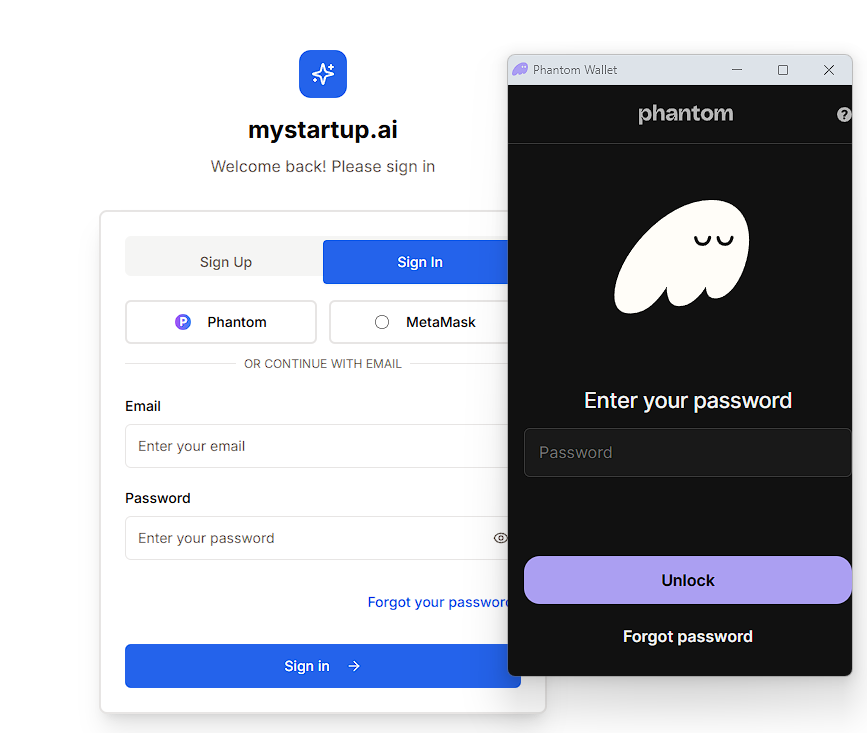 mystartup.ai
Welcome back! Please sign in
Sign Up
Sign In
P
Phantom
MetaMask
OR CONTINUE WITH EMAIL
Email
Enter your email
Password
Enter your password
Forgot your password
Sign in →
Phantom Wallet
phantom
?
Enter your password
Password
Unlock
Forgot password